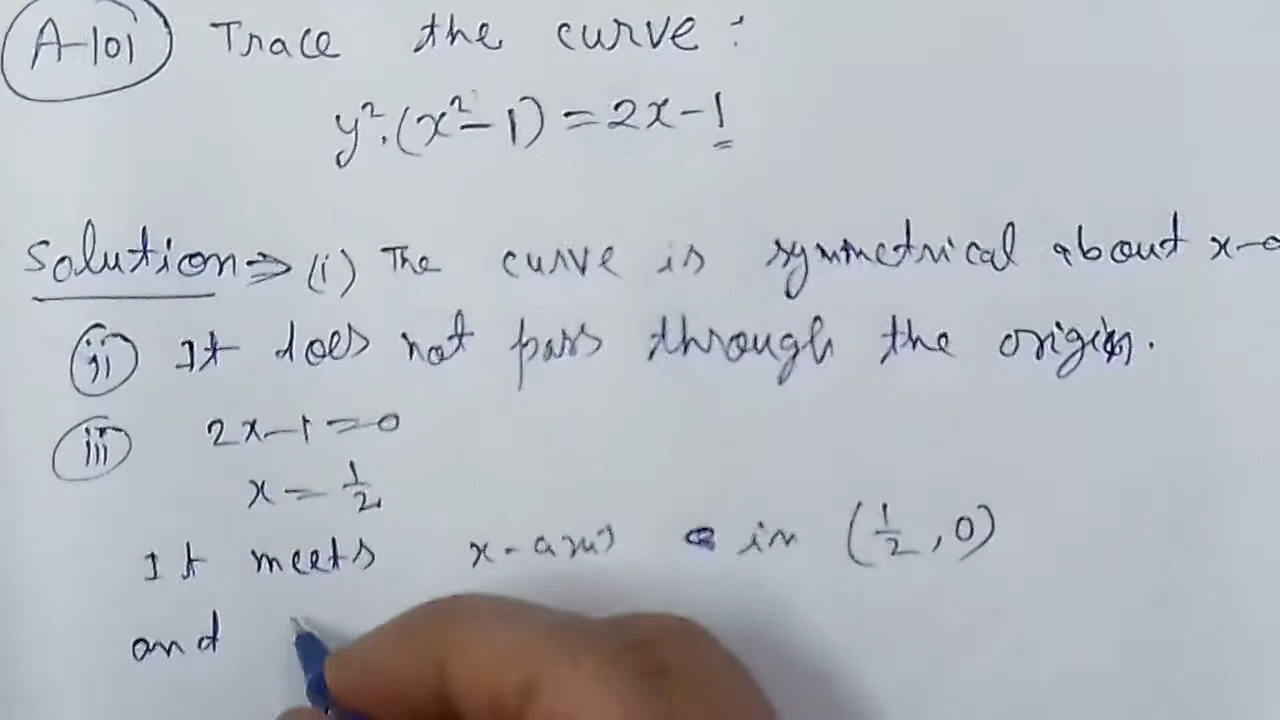 A-101 Trace the curve:
y².(x²-1)=2x-1
Solution⇒ (i) The curve is symmetrical about x-a
(ii) It does not pass through the origin.
(iii) 2x-1=0
x=1/2
It meets x-axis in (1/2,0)
and